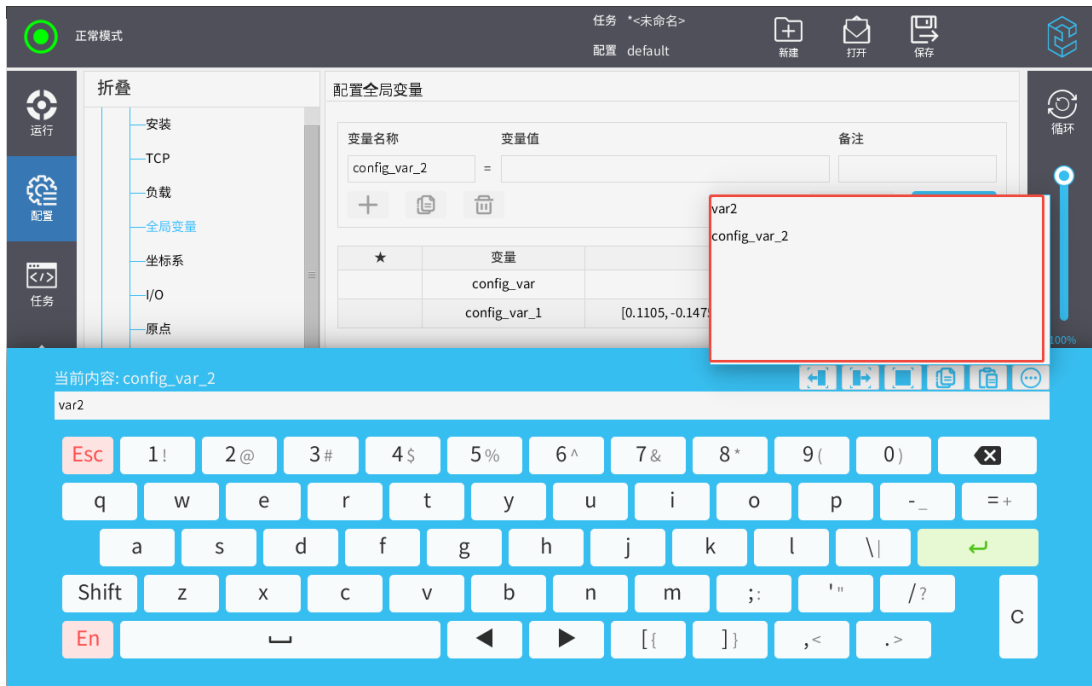 正常模式
任务 *<未命名>
配置 default
新建
打开
保存
运行
配置
任务
折叠
安装
TCP
负载
全局变量
坐标系
I/O
原点
配置全局变量
变量名称 变量值 备注
config_var_2 =
★ 变量
config_var
config_var_1 [0.1105, -0.147
var2
config_var_2
循环
100%
当前内容: config_var_2
var2
Esc 1! 2@ 3# 4$ 5% 6^ 7& 8* 9( 0)
q w e r t y u i o p -_ =+
a s d f g h j k l \|
Shift z x c v b n m ;: '" /? C
En [{ ]} ,< .>